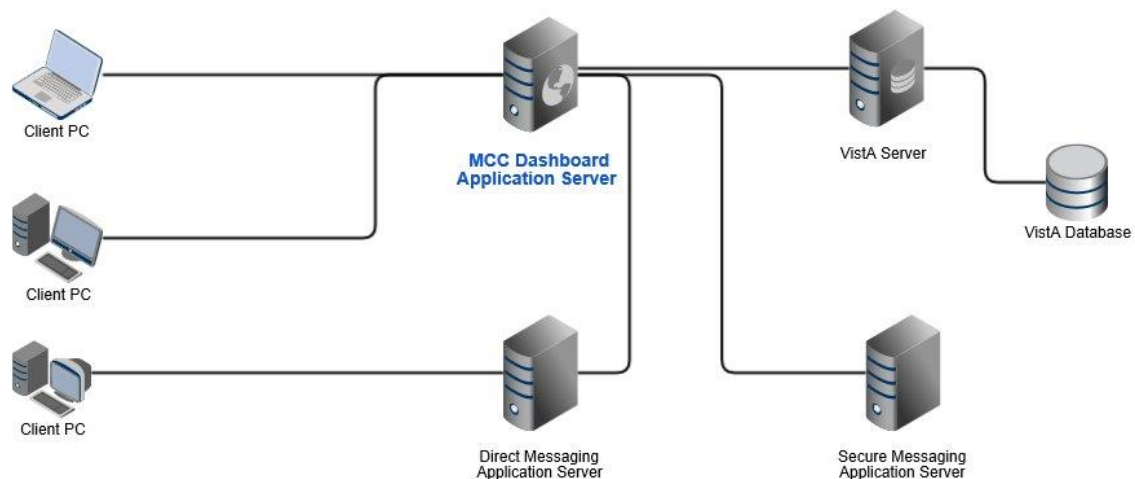 Client PC
MCC Dashboard
Application Server
VistA Server
VistA Database
Client PC
Client PC
Direct Messaging
Application Server
Secure Messaging
Application Server